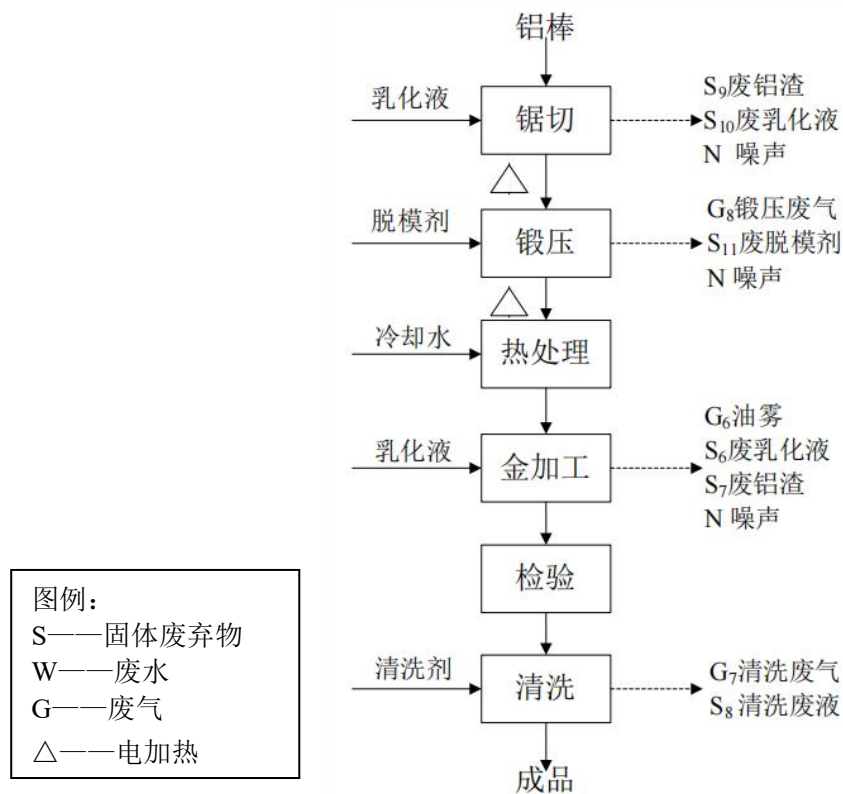 铝棒
乳化液
锯切
S₉废铝渣
S₁₀废乳化液
N 噪声
脱模剂
锻压
G₈锻压废气
S₁₁废脱模剂
N 噪声
冷却水
热处理
乳化液
金加工
G₆油雾
S₆废乳化液
S₇废铝渣
N 噪声
检验
清洗剂
清洗
G₇清洗废气
S₈清洗废液
成品
图例：
S——固体废弃物
W——废水
G——废气
△——电加热